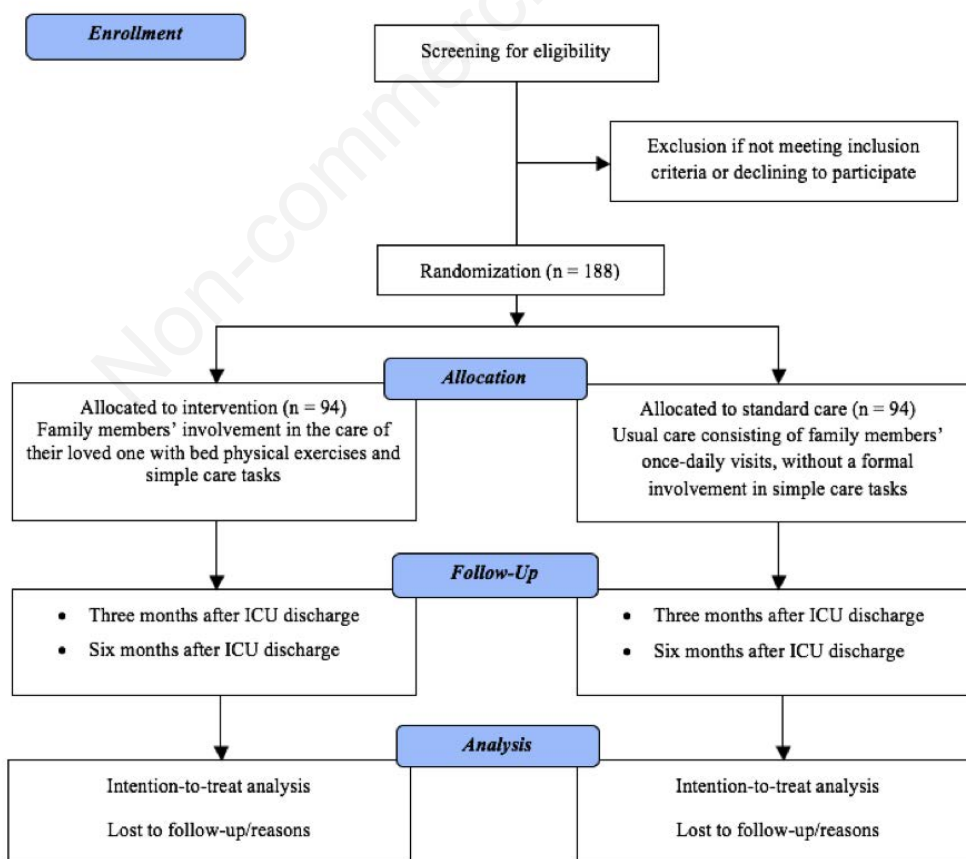 Enrollment
Screening for eligibility
Exclusion if not meeting inclusion
criteria or declining to participate
Randomization (n = 188)
Allocation
Allocated to intervention (n = 94)
Family members’ involvement in the care of
their loved one with bed physical exercises and
simple care tasks
Allocated to standard care (n = 94)
Usual care consisting of family members’
once-daily visits, without a formal
involvement in simple care tasks
Follow-Up
• Three months after ICU discharge
• Six months after ICU discharge
• Three months after ICU discharge
• Six months after ICU discharge
Analysis
Intention-to-treat analysis
Lost to follow-up/reasons
Intention-to-treat analysis
Lost to follow-up/reasons